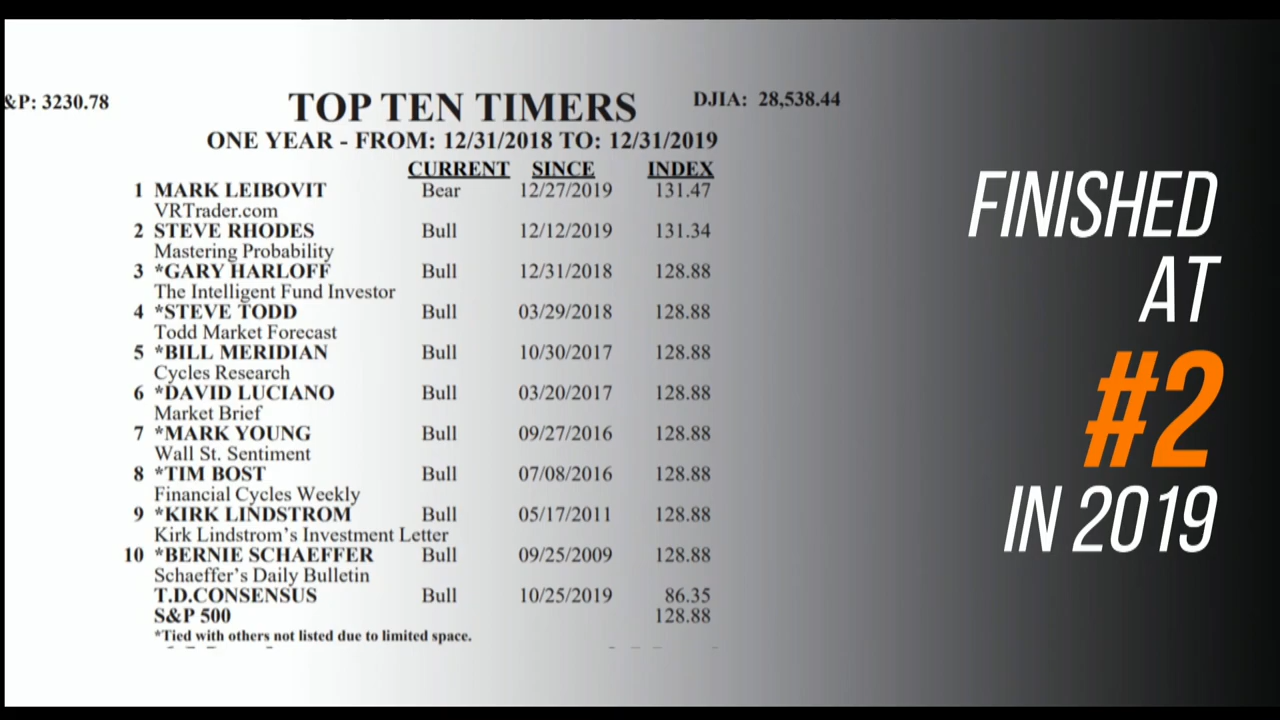 &P: 3230.78
TOP TEN TIMERS
DJIA: 28,538.44
ONE YEAR - FROM: 12/31/2018 TO: 12/31/2019
CURRENT SINCE INDEX
1 MARK LEIBOVIT Bear 12/27/2019 131.47
VRTrader.com
2 STEVE RHODES Bull 12/12/2019 131.34
Mastering Probability
3 *GARY HARLOFF Bull 12/31/2018 128.88
The Intelligent Fund Investor
4 *STEVE TODD Bull 03/29/2018 128.88
Todd Market Forecast
5 *BILL MERIDIAN Bull 10/30/2017 128.88
Cycles Research
6 *DAVID LUCIANO Bull 03/20/2017 128.88
Market Brief
7 *MARK YOUNG Bull 09/27/2016 128.88
Wall St. Sentiment
8 *TIM BOST Bull 07/08/2016 128.88
Financial Cycles Weekly
9 *KIRK LINDSTROM Bull 05/17/2011 128.88
Kirk Lindstrom's Investment Letter
10 *BERNIE SCHAEFFER Bull 09/25/2009 128.88
Schaeffer's Daily Bulletin
T.D.CONSENSUS Bull 10/25/2019 86.35
S&P 500 128.88
*Tied with others not listed due to limited space.
FINISHED
AT
#2
IN 2019